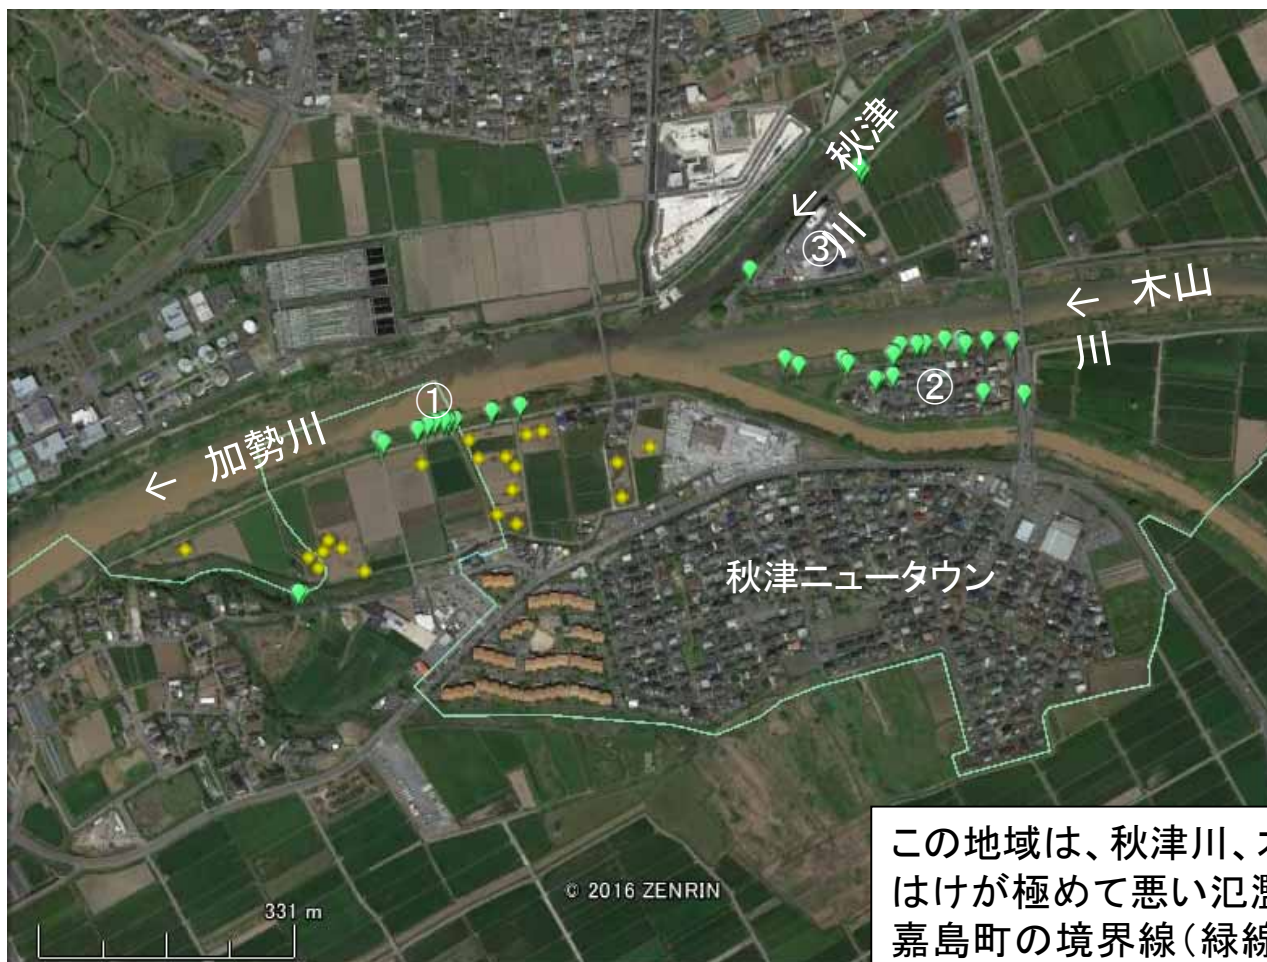 ← 秋津
川
③
← 木山
川
②
①
← 加勢川
秋津ニュータウン
© 2016 ZENRIN
331 m
この地域は、秋津川、
はけが極めて悪い氾濫
嘉島町の境界線(緑線